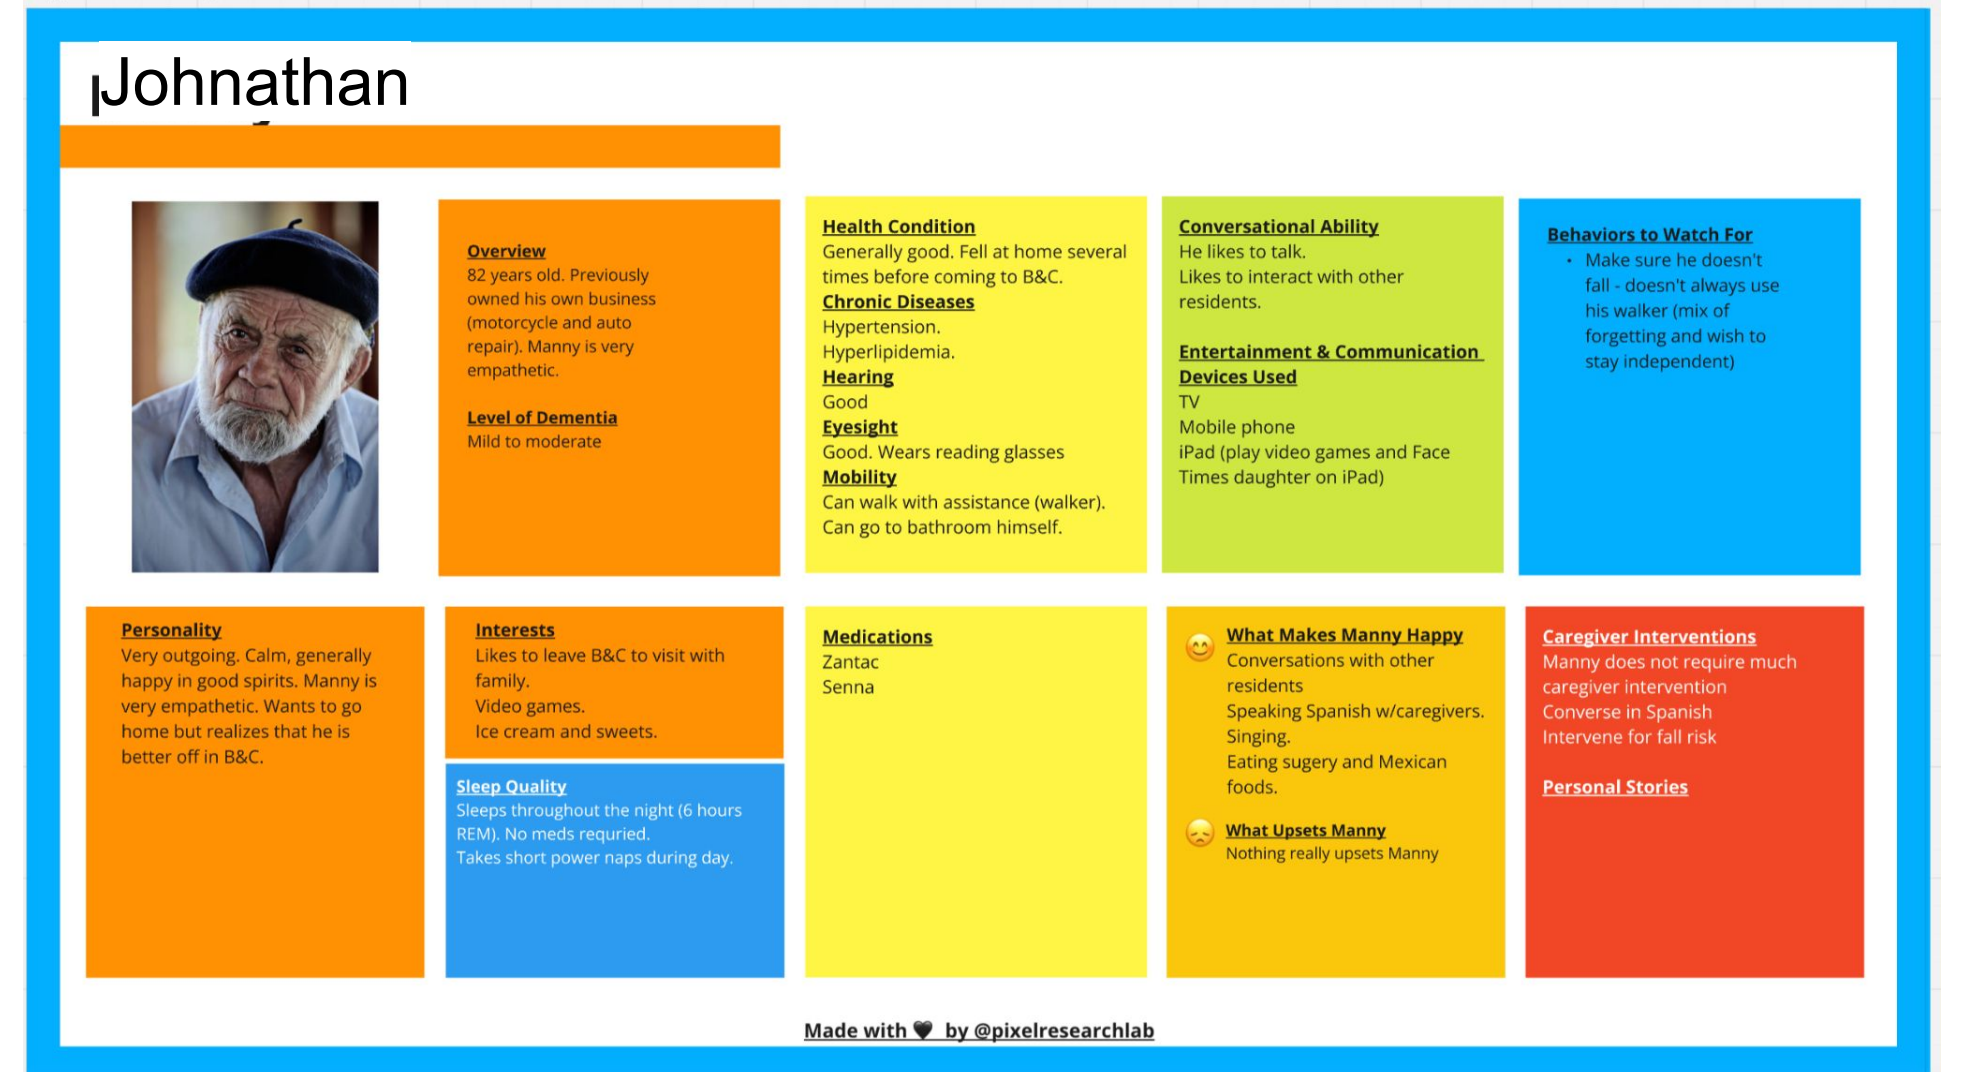 Johnathan
Overview
82 years old. Previously
owned his own business
(motorcycle and auto
repair). Manny is very
empathetic.
Level of Dementia
Mild to moderate
Health Condition
Generally good. Fell at home several
times before coming to B&C.
Chronic Diseases
Hypertension.
Hyperlipidemia.
Hearing
Good
Eyesight
Good. Wears reading glasses
Mobility
Can walk with assistance (walker).
Can go to bathroom himself.
Conversational Ability
He likes to talk.
Likes to interact with other
residents.
Entertainment & Communication
Devices Used
TV
Mobile phone
iPad (play video games and Face
Times daughter on iPad)
Behaviors to Watch For
• Make sure he doesn't
fall - doesn't always use
his walker (mix of
forgetting and wish to
stay independent)
Personality
Very outgoing. Calm, generally
happy in good spirits. Manny is
very empathetic. Wants to go
home but realizes that he is
better off in B&C.
Interests
Likes to leave B&C to visit with
family.
Video games.
Ice cream and sweets.
Sleep Quality
Sleeps throughout the night (6 hours
REM). No meds requried.
Takes short power naps during day.
Medications
Zantac
Senna
What Makes Manny Happy
Conversations with other
residents
Speaking Spanish w/caregivers.
Singing.
Eating sugery and Mexican
foods.
What Upsets Manny
Nothing really upsets Manny
Caregiver Interventions
Manny does not require much
caregiver intervention
Converse in Spanish
Intervene for fall risk
Personal Stories
Made with 🖤 by @pixelresearchlab